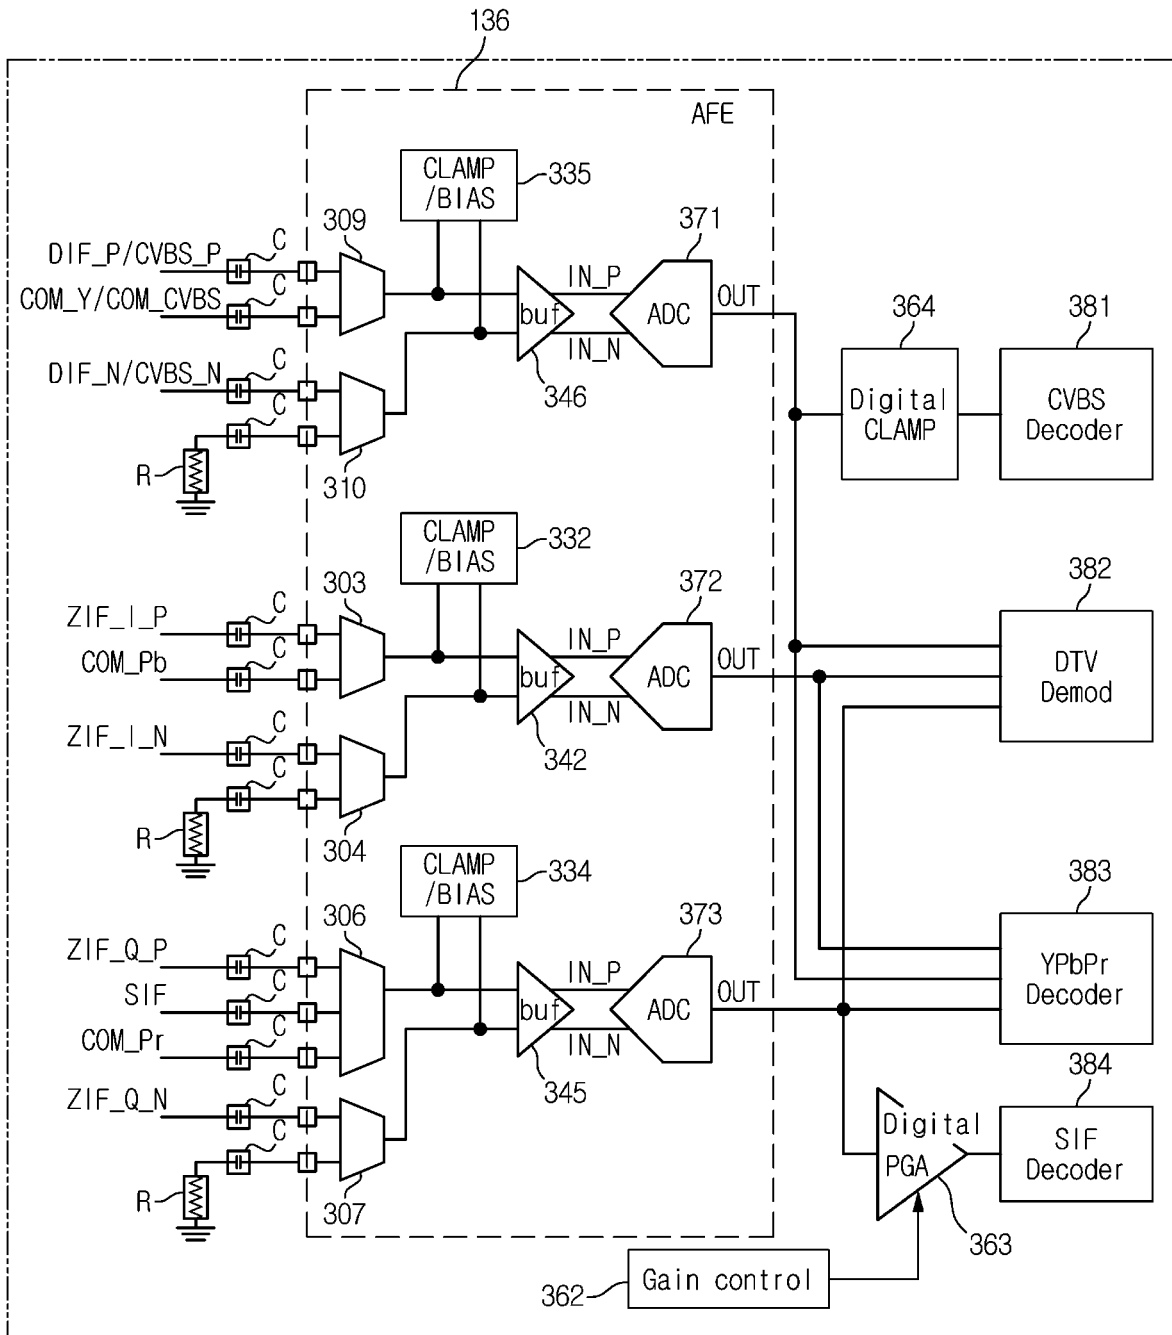 136
AFE
CLAMP
/BIAS
335
309
371
DIF_P/CVBS_P
C
IN_P
OUT
364
381
COM_Y/COM_CVBS
C
buf
ADC
IN_N
DIF_N/CVBS_N
C
346
Digital
CLAMP
CVBS
Decoder
C
R
310
CLAMP
/BIAS
332
303
372
382
ZIF_I_P
C
IN_P
OUT
COM_Pb
C
buf
ADC
DTV
Demod
IN_N
ZIF_I_N
C
342
C
R
304
CLAMP
/BIAS
334
306
373
383
ZIF_Q_P
C
IN_P
OUT
YPbPr
Decoder
SIF
C
buf
ADC
COM_Pr
C
IN_N
345
384
ZIF_Q_N
C
Digital
PGA
SIF
Decoder
C
R
307
363
362
Gain control